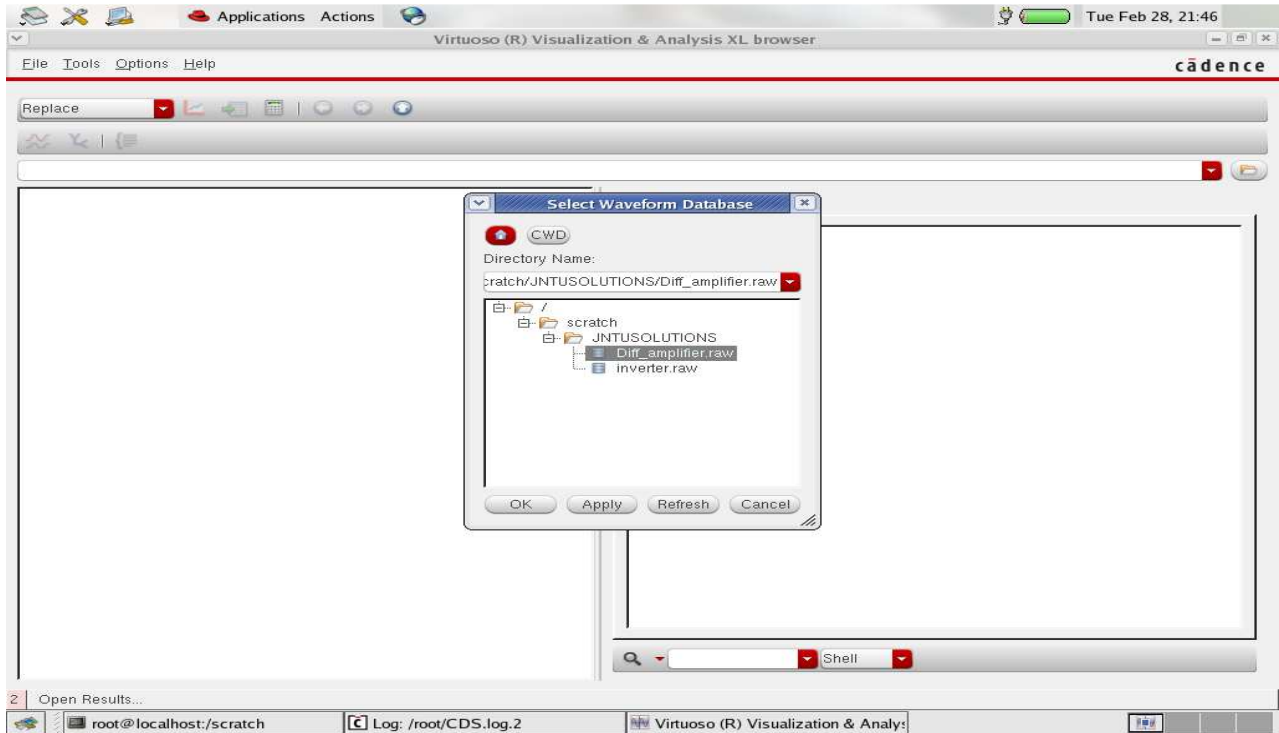 Applications Actions Tue Feb 28, 21:46
Virtuoso (R) Visualization & Analysis XL browser
File Tools Options Help
cādence
Replace
Select Waveform Database
CWD
Directory Name:
cratch/JNTUSOLUTIONS/Diff_amplifier.raw
/
scratch
JNTUSOLUTIONS
Diff_amplifier.raw
inverter.raw
OK Apply Refresh Cancel
Shell
2 Open Results...
root@localhost:/scratch C Log: /root/CDS.log.2 Virtuoso (R) Visualization & Analys